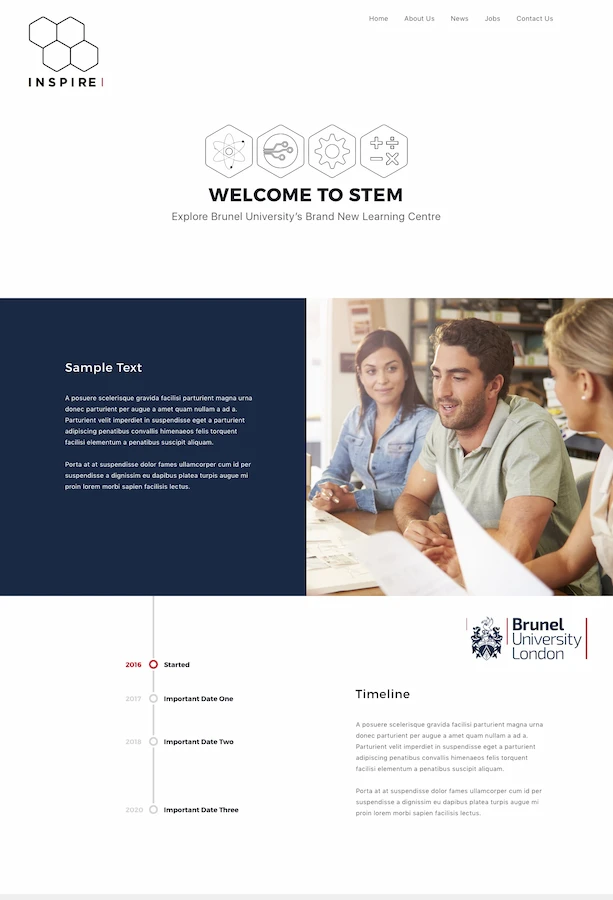 Home About Us News Jobs Contact Us
INSPIRE
WELCOME TO STEM
Explore Brunel University's Brand New Learning Centre
Sample Text
A posuere scelerisque gravida facilisi parturient magna urna
donec parturient per augue a amet quam nullam a ad a.
Parturient velit imperdiet in suspendisse eget a parturient
adipiscing penatibus convallis himenaeos felis torquent
facilisi elementum a penatibus suscipit aliquam.
Porta at at suspendisse dolor fames ullamcorper cum id per
suspendisse a dignissim eu dapibus platea turpis augue mi
proin lorem morbi sapien facilisis lectus.
Brunel
University
London
2016 Started
2017 Important Date One
2018 Important Date Two
2020 Important Date Three
Timeline
A posuere scelerisque gravida facilisi parturient magna urna
donec parturient per augue a amet quam nullam a ad a.
Parturient velit imperdiet in suspendisse eget a parturient
adipiscing penatibus convallis himenaeos felis torquent
facilisi elementum a penatibus suscipit aliquam.
Porta at at suspendisse dolor fames ullamcorper cum id per
suspendisse a dignissim eu dapibus platea turpis augue mi
proin lorem morbi sapien facilisis lectus.